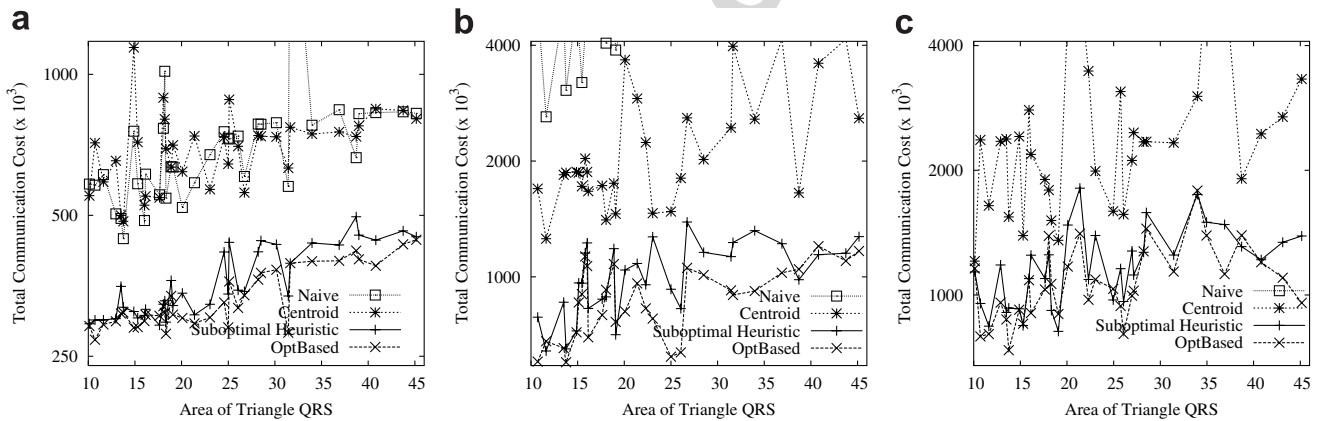 a
Total Communication Cost (x 10³)
1000
500
250
10 15 20 25 30 35 40 45
Area of Triangle QRS
Naive
Centroid
Suboptimal Heuristic
OptBased
b
Total Communication Cost (x 10³)
4000
2000
1000
10 15 20 25 30 35 40 45
Area of Triangle QRS
Naive
Centroid
Suboptimal Heuristic
OptBased
c
Total Communication Cost (x 10³)
4000
2000
1000
10 15 20 25 30 35 40 45
Area of Triangle QRS
Naive
Centroid
Suboptimal Heuristic
OptBased